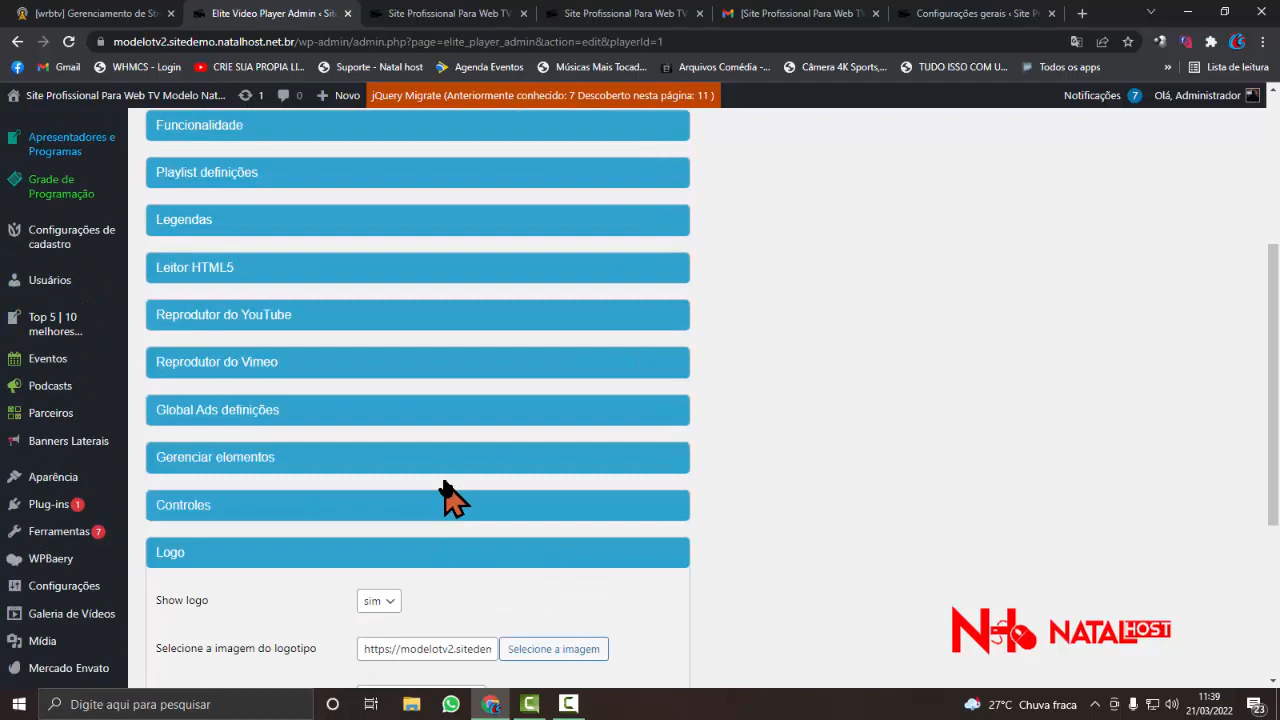 [wrbtv] Gerenciamento de St
Elite Video Player Admin ‹ Sit
Site Profissional Para Web TV M
Site Profissional Para Web TV M
[Site Profissional Para Web TV
Configurações gerais ‹ Site P
modelotv2.sitedemo.natalhost.net.br/wp-admin/admin.php?page=elite_player_admin&action=edit&playerId=1
Gmail
WHMCS - Login
CRIE SUA PROPIA LI...
Suporte - Natal host
Agenda Eventos
Músicas Mais Tocad...
Arquivos Comédia -...
Câmera 4K Sports,...
TUDO ISSO COM U...
Todos os apps
Lista de leitura
Site Profissional Para Web TV Modelo Nat...
1
0
Novo
jQuery Migrate (Anteriormente conhecido: 7 Descoberto nesta página: 11 )
Notificações 7
Olá, Administrador
Apresentadores e
Programas
Grade de
Programação
Configurações de
cadastro
Usuários
Top 5 | 10
melhores...
Eventos
Podcasts
Parceiros
Banners Laterais
Aparência
Plug-ins 1
Ferramentas 7
WPBaery
Configurações
Galeria de Vídeos
Mídia
Mercado Envato
Funcionalidade
Playlist definições
Legendas
Leitor HTML5
Reprodutor do YouTube
Reprodutor do Vimeo
Global Ads definições
Gerenciar elementos
Controles
Logo
Show logo
sim
Selecione a imagem do logotipo
https://modelotv2.siteden
Selecione a imagem
NATALHOST
Digite aqui para pesquisar
27°C Chuva fraca
11:39
21/03/2022
23